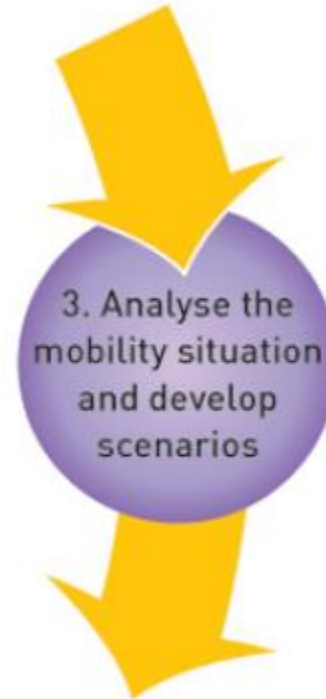 3. Analyse the
mobility situation
and develop
scenarios